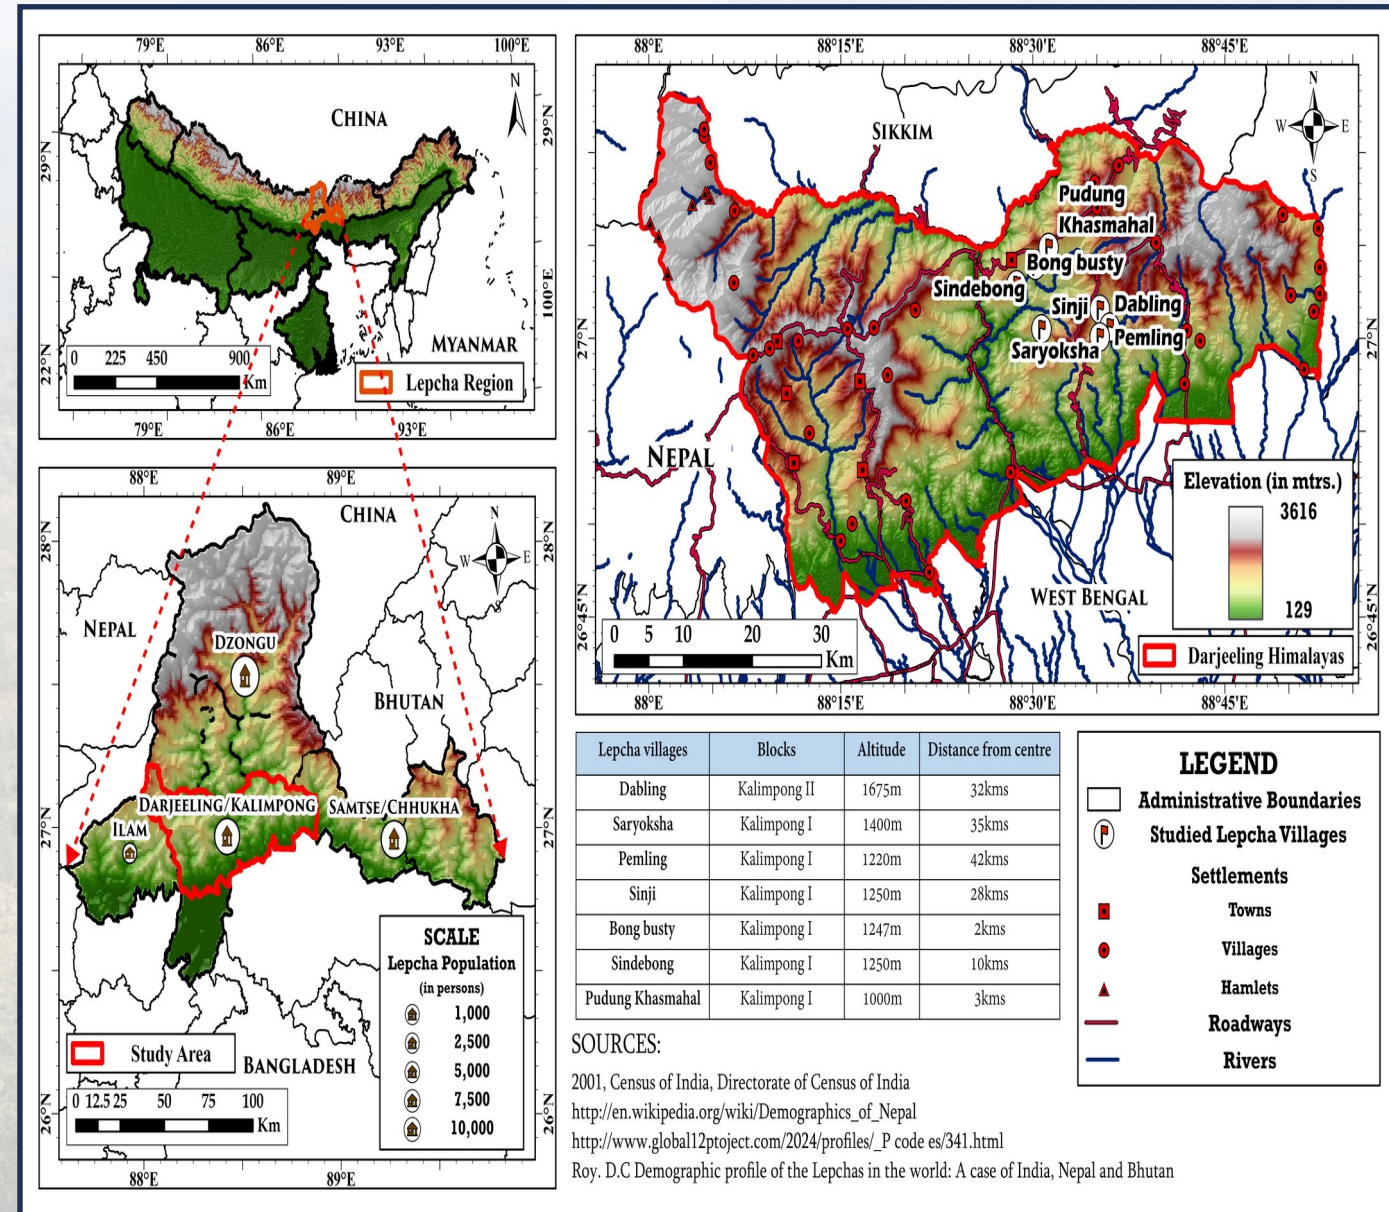 79°E 86°E 93°E 100°E
N
CHINA
29°N 29°N
100°E
MYANMAR
22°N
0 225 450 900
Km
Lepcha Region
79°E 86°E 93°E
88°E 89°E
CHINA
N
W E
S
28°N 28°N
NEPAL
DZONGU
BHUTAN
DARJEELING/KALIMPONG SAMTSE/CHHUKHA
ILAM
27°N 27°N
SCALE
Lepcha Population
(in persons)
1,000
2,500
5,000
7,500
10,000
Study Area
BANGLADESH
0 12.5 25 50 75 100
Km
26°N 26°N
88°E 89°E
88°E 88°15'E 88°30'E 88°45'E
SIKKIM
N
W E
S
Pudung
Khasmahal
Bong busty
Sindebong
Sinji Dabling
Saryoksha Pemling
27°N 27°N
NEPAL
Elevation (in mtrs.)
3616
129
WEST BENGAL
26°45'N 26°45'N
0 5 10 20 30
Km
Darjeeling Himalayas
88°E 88°15'E 88°30'E 88°45'E
Lepcha villages Blocks Altitude Distance from centre
Dabling Kalimpong II 1675m 32kms
Saryoksha Kalimpong I 1400m 35kms
Pemling Kalimpong I 1220m 42kms
Sinji Kalimpong I 1250m 28kms
Bong busty Kalimpong I 1247m 2kms
Sindebong Kalimpong I 1250m 10kms
Pudung Khasmahal Kalimpong I 1000m 3kms
LEGEND
Administrative Boundaries
Studied Lepcha Villages
Settlements
Towns
Villages
Hamlets
Roadways
Rivers
SOURCES:
2001, Census of India, Directorate of Census of India
http://en.wikipedia.org/wiki/Demographics_of_Nepal
http://www.global12ptoject.com/2024/profiles/_P code es/341.html
Roy. D.C Demographic profile of the Lepchas in the world: A case of India, Nepal and Bhutan